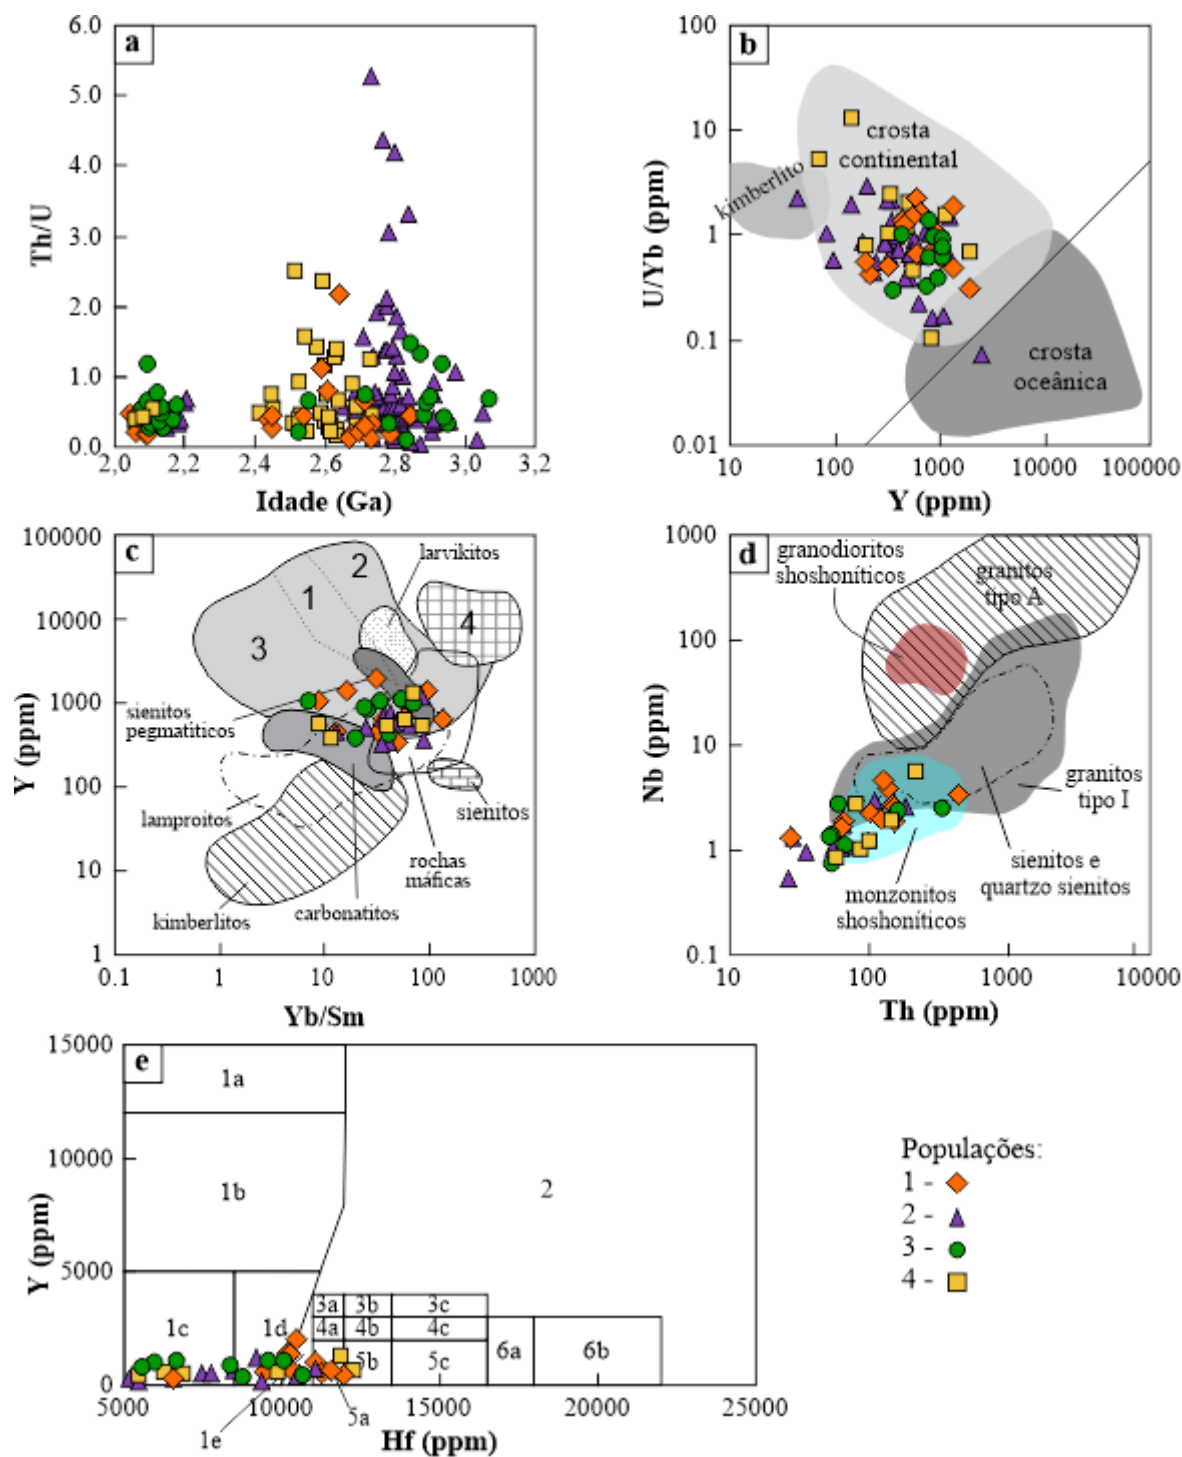 a
6.0
5.0
4.0
3.0
2.0
1.0
0.0
Th/U
2,0
2,2
2,4
2,6
2,8
3,0
3,2
Idade (Ga)
b
100
10
1
0.1
0.01
U/Yb (ppm)
crosta
continental
kimberlito
crosta
oceânica
10
100
1000
10000
100000
Y (ppm)
c
100000
10000
1000
100
10
1
Y (ppm)
1
2
3
4
larvikitos
sienitos
pegmatíticos
lamproitos
sienitos
rochas
máficas
carbonatitos
kimberlitos
0.1
1
10
100
1000
Yb/Sm
d
1000
100
10
1
0.1
Nb (ppm)
granodioritos
shoshoníticos
granitos
tipo A
granitos
tipo I
sienitos e
quartzo sienitos
monzonitos
shoshoníticos
10
100
1000
10000
Th (ppm)
e
15000
10000
5000
0
Y (ppm)
1a
1b
2
1c
1d
3a
3b
3c
4a
4b
4c
5b
5c
6a
6b
1e
5a
5000
10000
15000
20000
25000
Hf (ppm)
Populações:
1 -
2 -
3 -
4 -